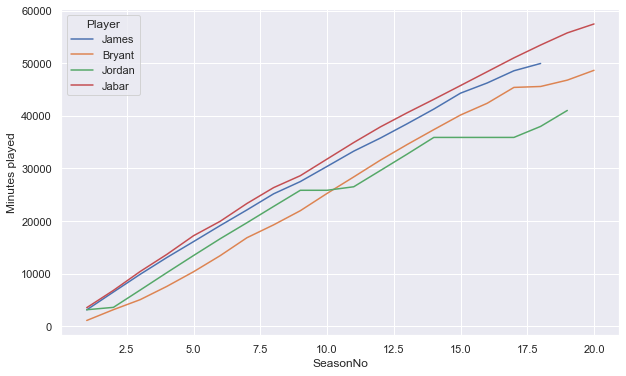 Player
James
Bryant
Jordan
Jabar
60000
50000
40000
30000
20000
10000
0
Minutes played
2.5 5.0 7.5 10.0 12.5 15.0 17.5 20.0
SeasonNo